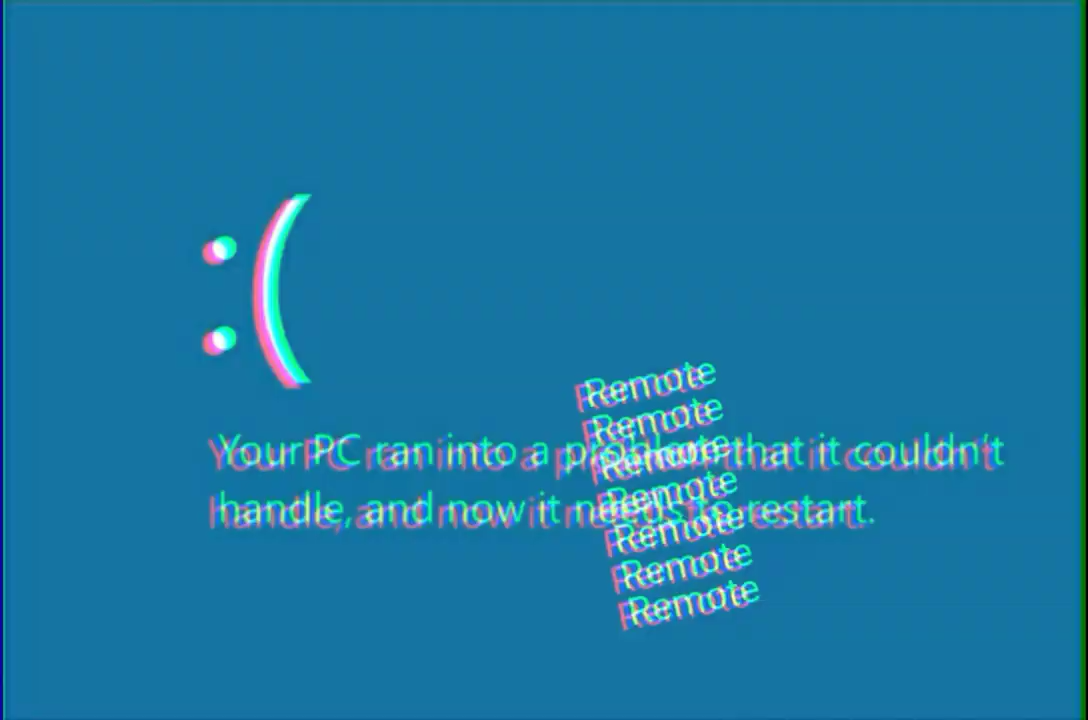 :(
Your PC ran into a problem that it couldn't
handle, and now it needs to restart.
Remote
Remote
Remote
Remote
Remote
Remote
Remote